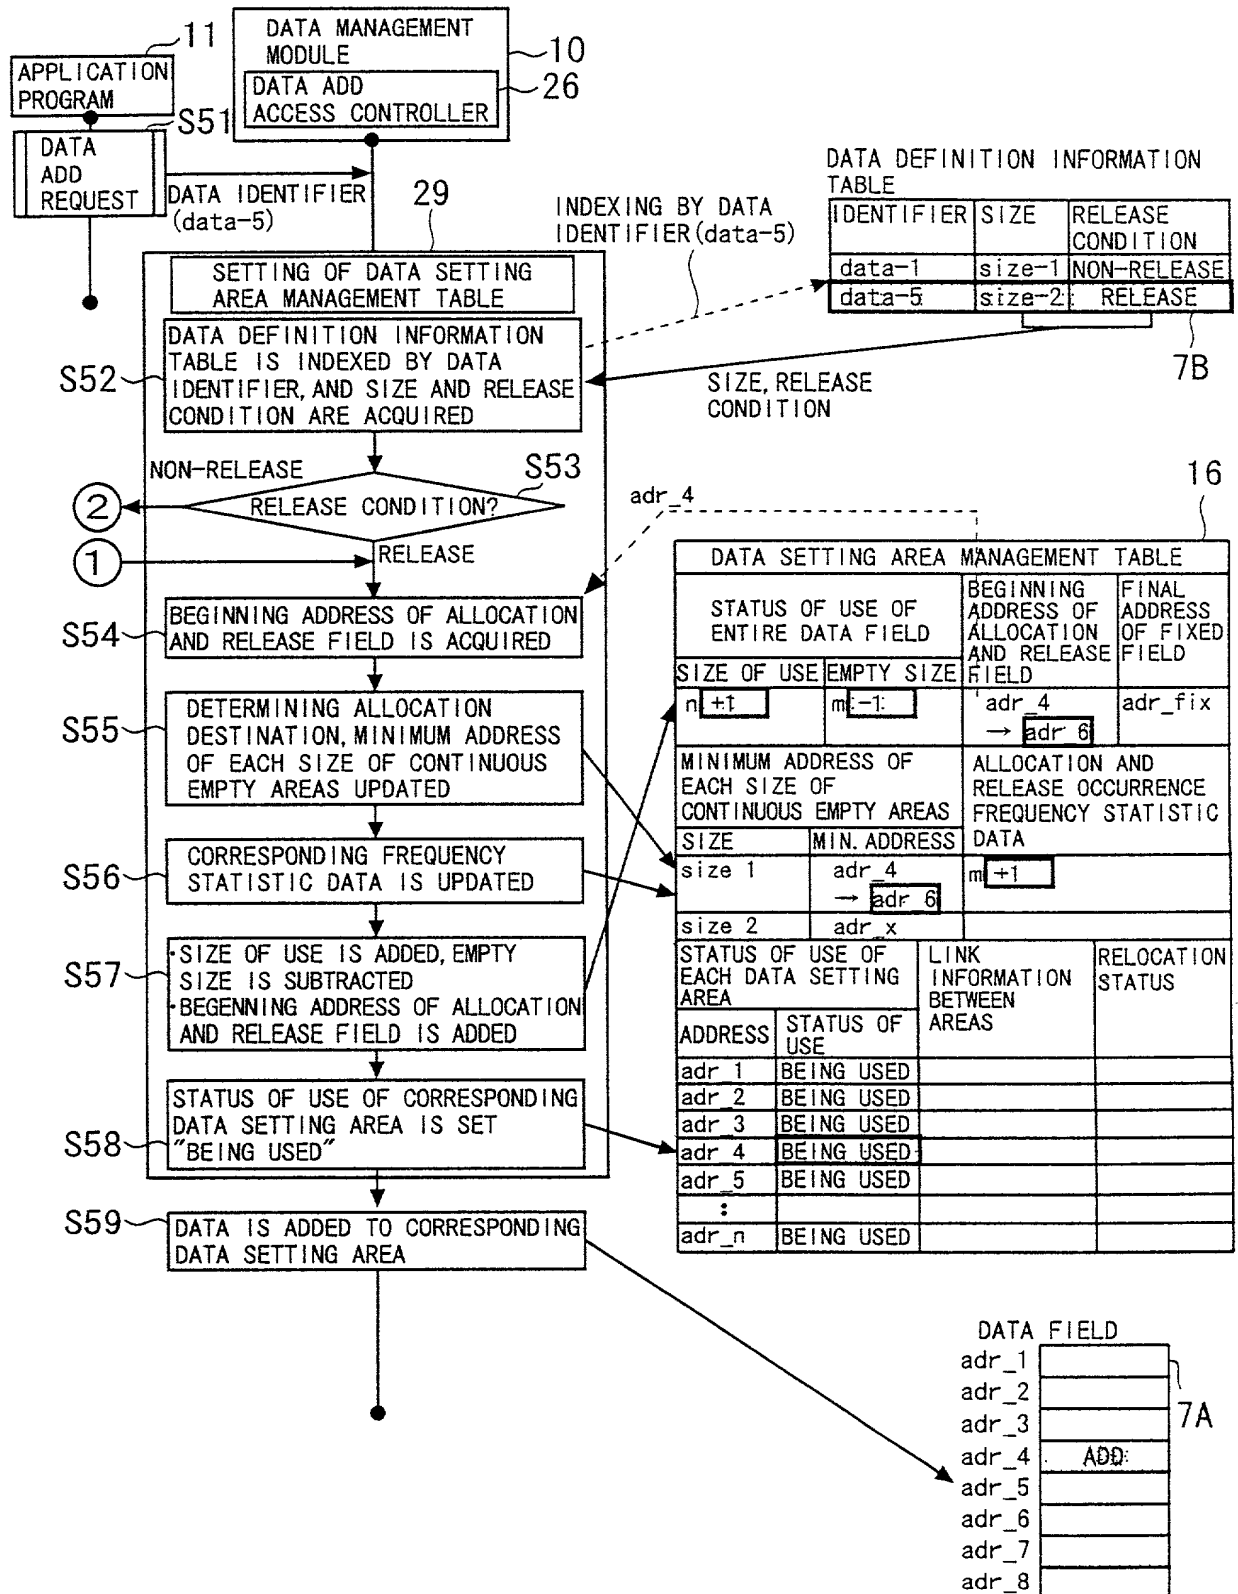 11
APPLICATION
PROGRAM
DATA MANAGEMENT
MODULE
10
DATA ADD
ACCESS CONTROLLER
26
S51
DATA
ADD
REQUEST
DATA IDENTIFIER
(data-5)
29
INDEXING BY DATA
IDENTIFIER(data-5)
DATA DEFINITION INFORMATION
TABLE
IDENTIFIER SIZE RELEASE
CONDITION
data-1 size-1 NON-RELEASE
data-5 size-2 RELEASE
7B
SETTING OF DATA SETTING
AREA MANAGEMENT TABLE
S52
DATA DEFINITION INFORMATION
TABLE IS INDEXED BY DATA
IDENTIFIER, AND SIZE AND RELEASE
CONDITION ARE ACQUIRED
SIZE, RELEASE
CONDITION
NON-RELEASE
S53
2
RELEASE CONDITION?
1
RELEASE
adr_4
S54
BEGINNING ADDRESS OF ALLOCATION
AND RELEASE FIELD IS ACQUIRED
S55
DETERMINING ALLOCATION
DESTINATION, MINIMUM ADDRESS
OF EACH SIZE OF CONTINUOUS
EMPTY AREAS UPDATED
S56
CORRESPONDING FREQUENCY
STATISTIC DATA IS UPDATED
S57
·SIZE OF USE IS ADDED, EMPTY
SIZE IS SUBTRACTED
·BEGENNING ADDRESS OF ALLOCATION
AND RELEASE FIELD IS ADDED
S58
STATUS OF USE OF CORRESPONDING
DATA SETTING AREA IS SET
"BEING USED"
S59
DATA IS ADDED TO CORRESPONDING
DATA SETTING AREA
16
DATA SETTING AREA MANAGEMENT TABLE
STATUS OF USE OF
ENTIRE DATA FIELD
BEGINNING
ADDRESS OF
ALLOCATION
AND RELEASE
FIELD
FINAL
ADDRESS
OF FIXED
FIELD
SIZE OF USE EMPTY SIZE
n +1 m -1 adr_4 adr_fix
→ adr_6
MINIMUM ADDRESS OF
EACH SIZE OF
CONTINUOUS EMPTY AREAS
ALLOCATION AND
RELEASE OCCURRENCE
FREQUENCY STATISTIC
DATA
SIZE MIN. ADDRESS
size 1 adr_4 m +1
→ adr_6
size 2 adr_x
STATUS OF USE OF
EACH DATA SETTING
AREA
LINK
INFORMATION
BETWEEN
AREAS
RELOCATION
STATUS
ADDRESS STATUS OF
USE
adr_1 BEING USED
adr_2 BEING USED
adr_3 BEING USED
adr_4 BEING USED
adr_5 BEING USED
⋮
adr_n BEING USED
DATA FIELD
adr_1
adr_2
adr_3
adr_4 ADD
adr_5
adr_6
adr_7
adr_8
7A